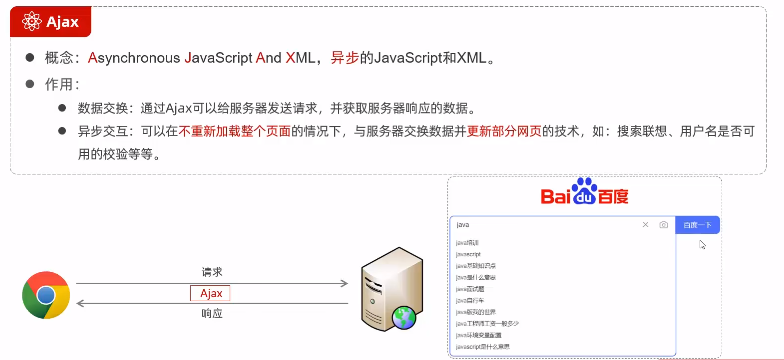 Ajax
概念：Asynchronous JavaScript And XML，异步的JavaScript和XML。
作用：
数据交换：通过Ajax可以给服务器发送请求，并获取服务器响应的数据。
异步交互：可以在不重新加载整个页面的情况下，与服务器交换数据并更新部分网页的技术，如：搜索联想、用户名是否可
用的校验等等。
Bai du 百度
java
百度一下
java培训
javascript
java基础知识点
java是什么意思
java面试题
java自行车
java版我的世界
java工程师工资一般多少
java环境变量配置
javascript是什么意思
请求
Ajax
响应